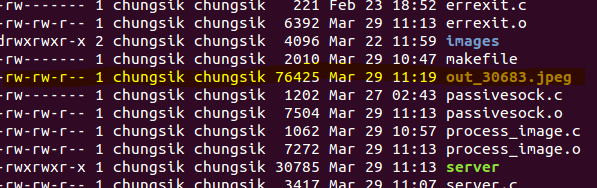 -rw------- 1 chungsik chungsik 221 Feb 23 18:52 errexit.c
-rw-rw-r-- 1 chungsik chungsik 6392 Mar 29 11:13 errexit.o
drwxrwxr-x 2 chungsik chungsik 4096 Mar 22 11:59 images
-rw------- 1 chungsik chungsik 2010 Mar 29 10:47 makefile
-rw-rw-r-- 1 chungsik chungsik 76425 Mar 29 11:19 out_30683.jpeg
-rw------- 1 chungsik chungsik 1202 Mar 27 02:43 passivesock.c
-rw-rw-r-- 1 chungsik chungsik 7504 Mar 29 11:13 passivesock.o
-rw-rw-r-- 1 chungsik chungsik 1062 Mar 29 10:57 process_image.c
-rw-rw-r-- 1 chungsik chungsik 7272 Mar 29 11:13 process_image.o
-rwxrwxr-x 1 chungsik chungsik 30785 Mar 29 11:13 server
-rw------- 1 chungsik chungsik 3417 Mar 29 11:07 server.c